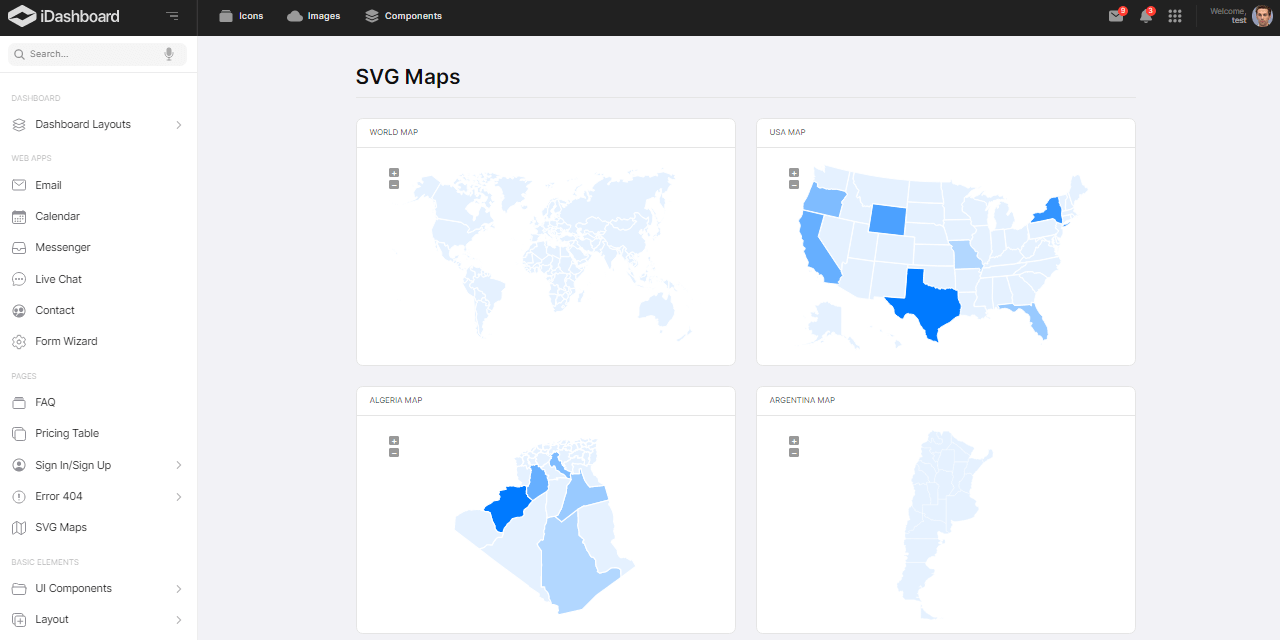 iDashboard
Icons
Images
Components
9
3
Welcome,
test
Search...
DASHBOARD
Dashboard Layouts
WEB APPS
Email
Calendar
Messenger
Live Chat
Contact
Form Wizard
PAGES
FAQ
Pricing Table
Sign In/Sign Up
Error 404
SVG Maps
BASIC ELEMENTS
UI Components
Layout
SVG Maps
WORLD MAP
+
−
USA MAP
+
−
ALGERIA MAP
+
−
ARGENTINA MAP
+
−